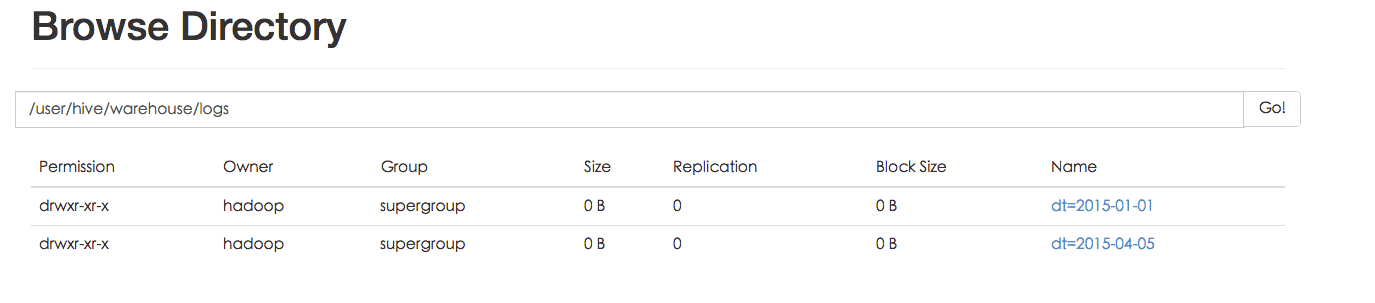 Browse Directory
/user/hive/warehouse/logs Go!
Permission Owner Group Size Replication Block Size Name
drwxr-xr-x hadoop supergroup 0 B 0 0 B dt=2015-01-01
drwxr-xr-x hadoop supergroup 0 B 0 0 B dt=2015-04-05